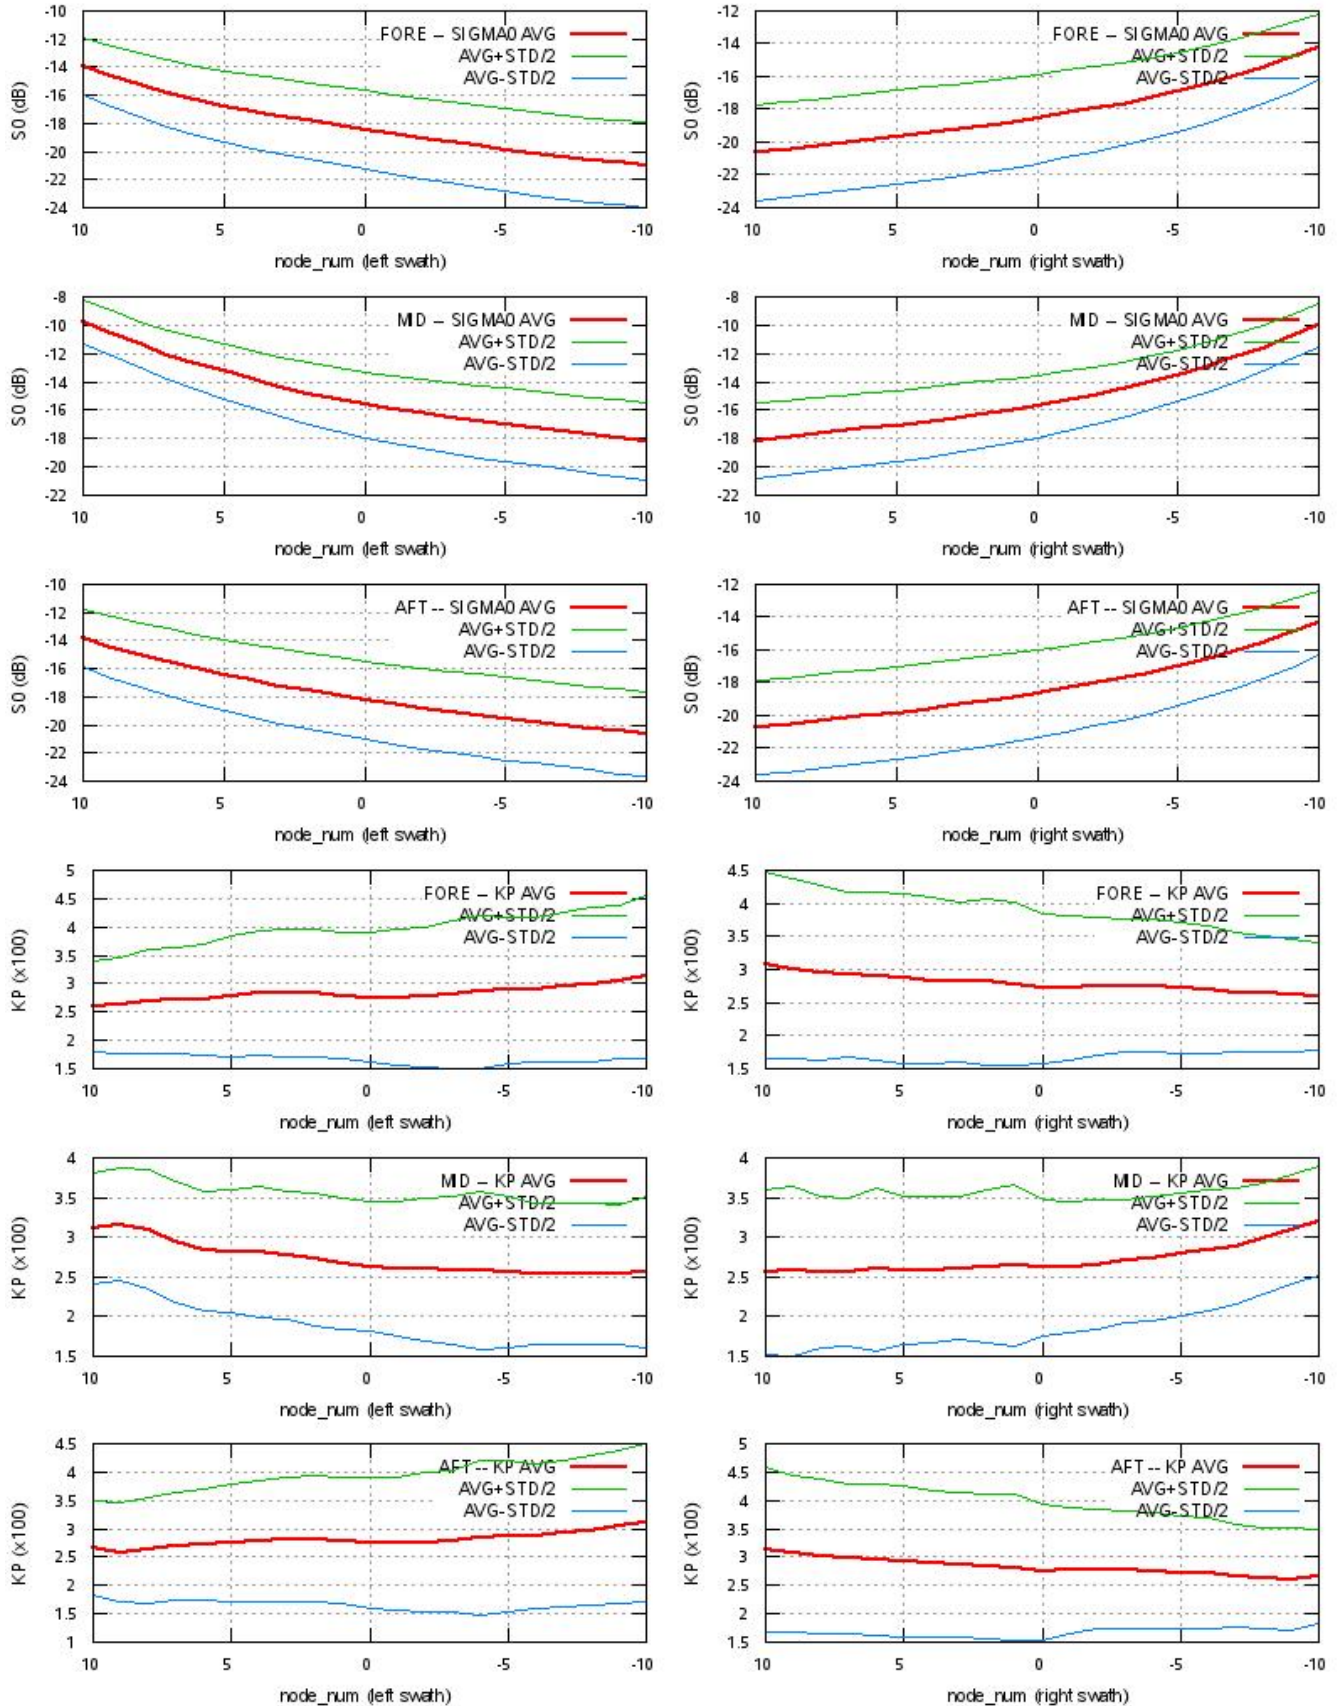 -10
-12
-14
-16
-18
-20
-22
-24
S0 (dB)
FORE – SIGMA0 AVG
AVG+STD/2
AVG-STD/2
10 5 0 -5 -10
node_num (left swath)
-12
-14
-16
-18
-20
-22
-24
S0 (dB)
FORE – SIGMA0 AVG
AVG+STD/2
AVG-STD/2
10 5 0 -5 -10
node_num (right swath)
-8
-10
-12
-14
-16
-18
-20
-22
S0 (dB)
MID – SIGMA0 AVG
AVG+STD/2
AVG-STD/2
10 5 0 -5 -10
node_num (left swath)
-8
-10
-12
-14
-16
-18
-20
-22
S0 (dB)
MID – SIGMA0 AVG
AVG+STD/2
AVG-STD/2
10 5 0 -5 -10
node_num (right swath)
-10
-12
-14
-16
-18
-20
-22
-24
S0 (dB)
AFT -- SIGMA0 AVG
AVG+STD/2
AVG-STD/2
10 5 0 -5 -10
node_num (left swath)
-12
-14
-16
-18
-20
-22
-24
S0 (dB)
AFT -- SIGMA0 AVG
AVG+STD/2
AVG-STD/2
10 5 0 -5 -10
node_num (right swath)
5
4.5
4
3.5
3
2.5
2
1.5
KP (x100)
FORE – KP AVG
AVG+STD/2
AVG-STD/2
10 5 0 -5 -10
node_num (left swath)
4.5
4
3.5
3
2.5
2
1.5
KP (x100)
FORE – KP AVG
AVG+STD/2
AVG-STD/2
10 5 0 -5 -10
node_num (right swath)
4
3.5
3
2.5
2
1.5
KP (x100)
MID – KP AVG
AVG+STD/2
AVG-STD/2
10 5 0 -5 -10
node_num (left swath)
4
3.5
3
2.5
2
1.5
KP (x100)
MID – KP AVG
AVG+STD/2
AVG-STD/2
10 5 0 -5 -10
node_num (right swath)
4.5
4
3.5
3
2.5
2
1.5
1
KP (x100)
AFT -- KP AVG
AVG+STD/2
AVG-STD/2
10 5 0 -5 -10
node_num (left swath)
5
4.5
4
3.5
3
2.5
2
1.5
KP (x100)
AFT -- KP AVG
AVG+STD/2
AVG-STD/2
10 5 0 -5 -10
node_num (right swath)